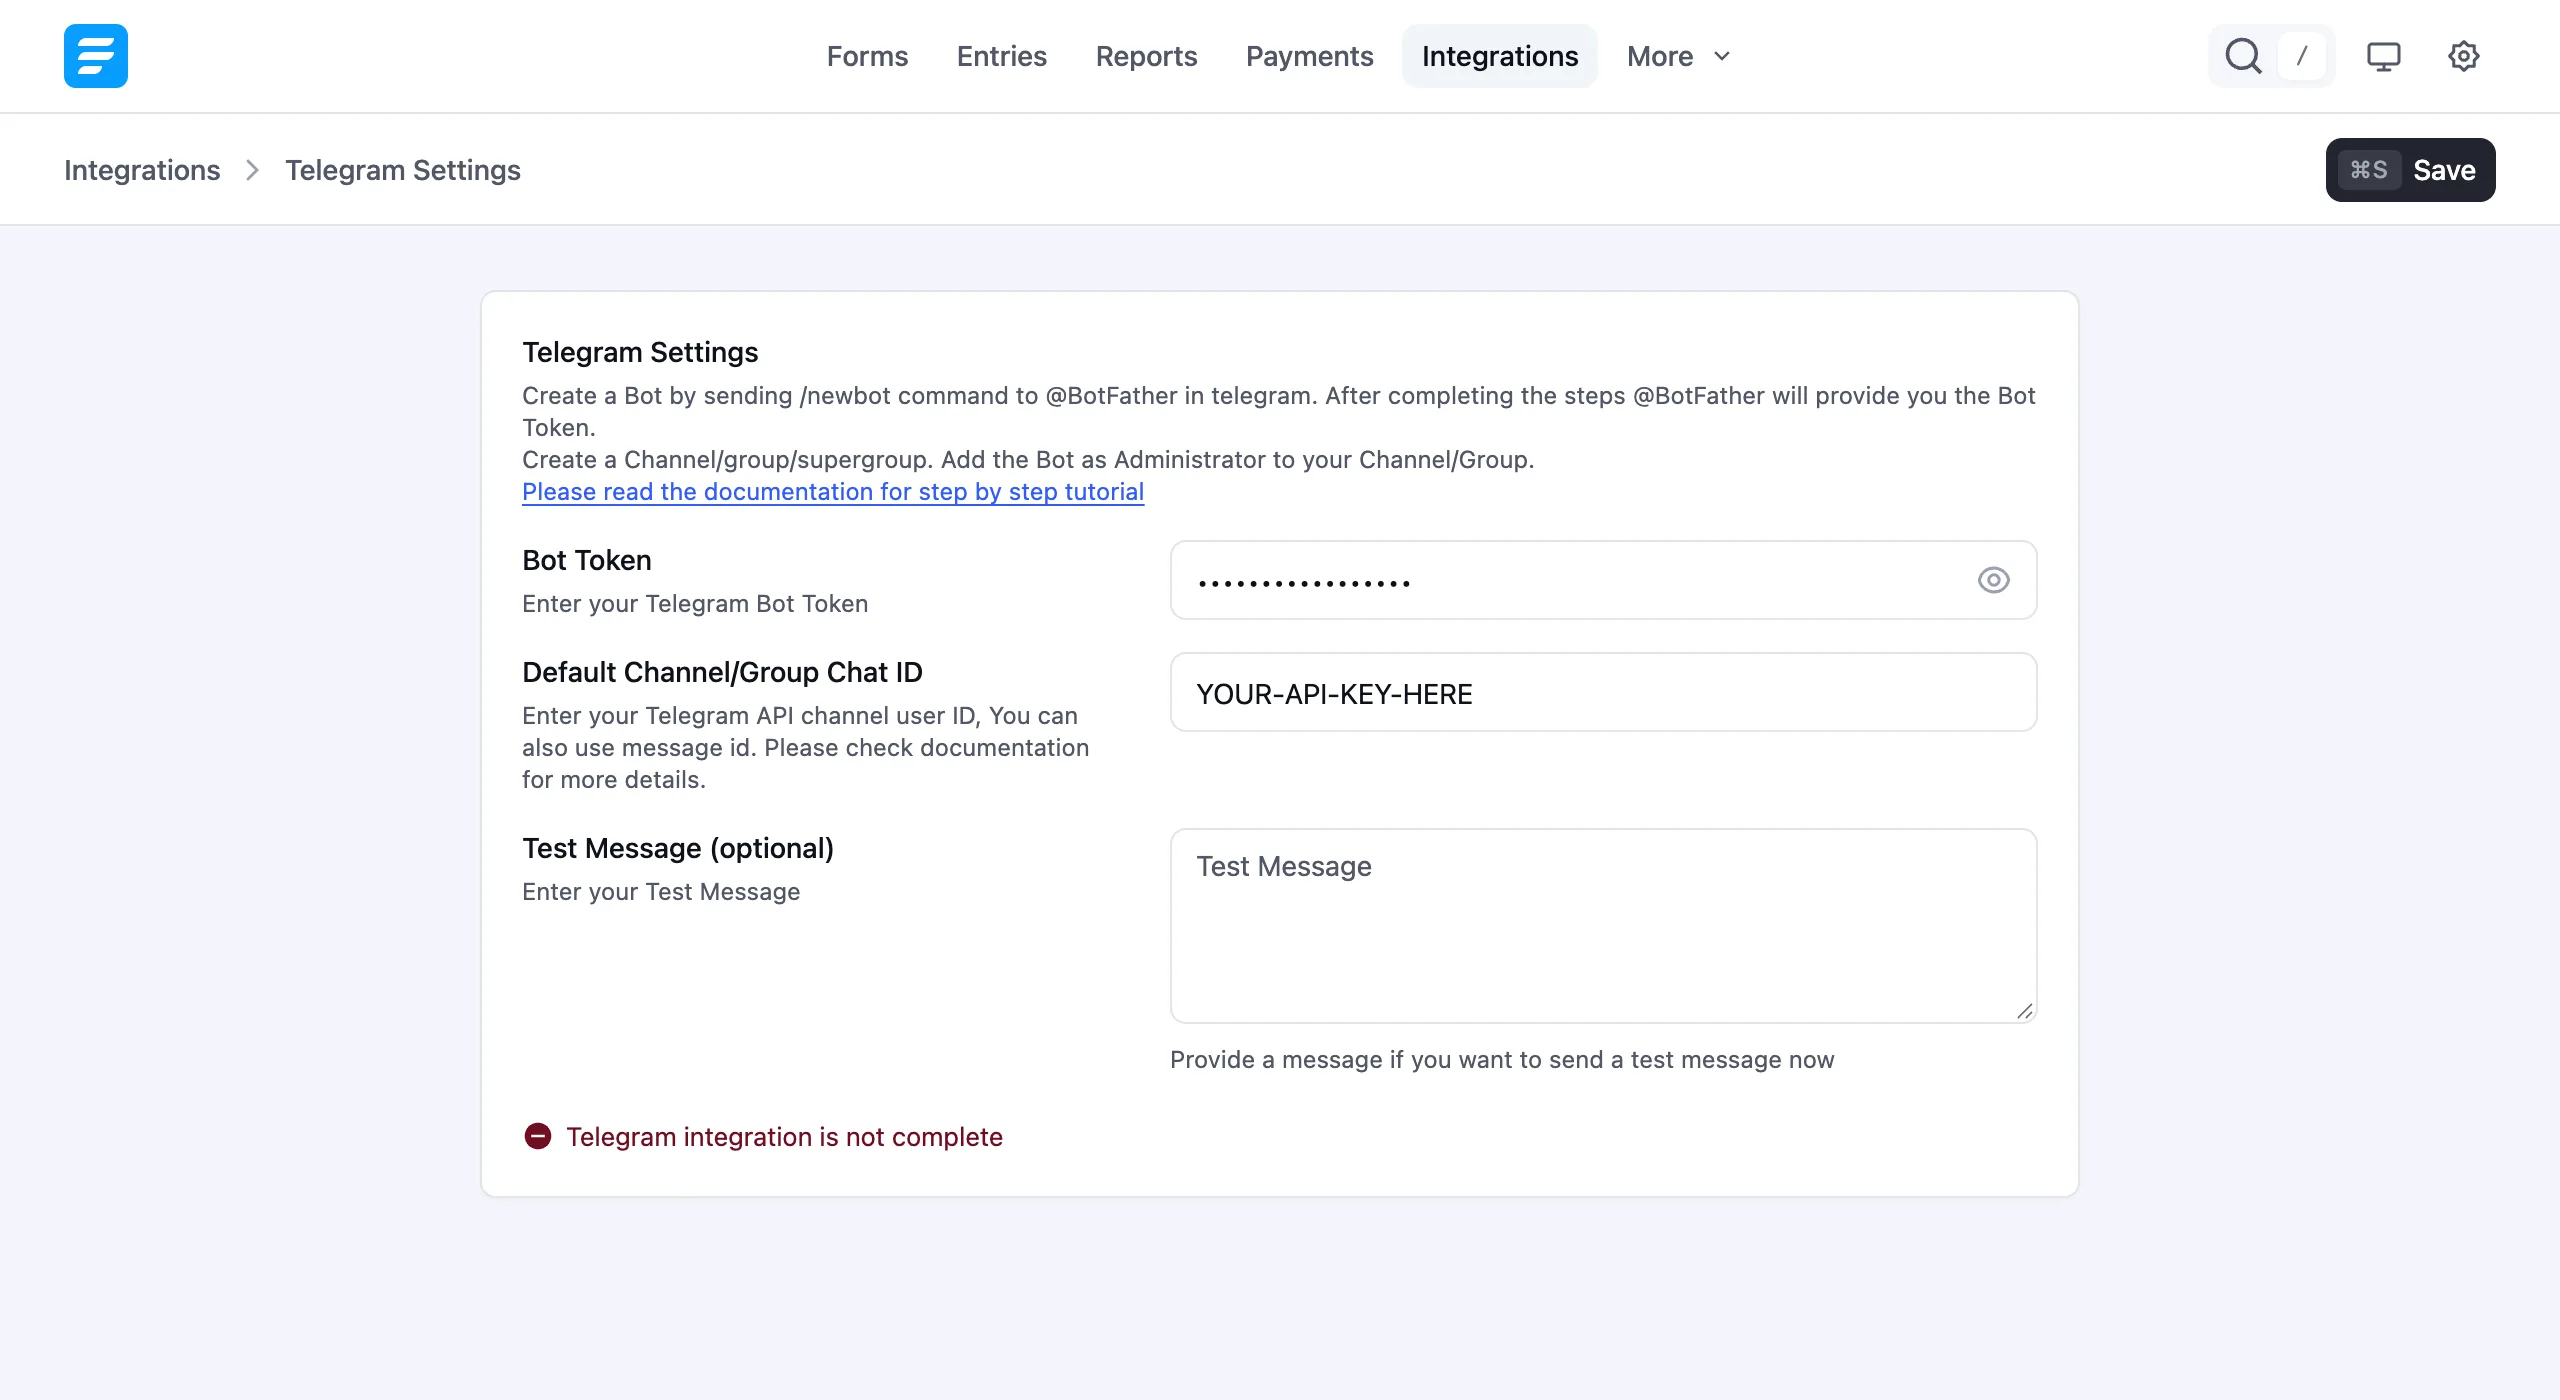 Forms Entries Reports Payments Integrations More /
Integrations Telegram Settings ⌘S Save
Telegram Settings
Create a Bot by sending /newbot command to @BotFather in telegram. After completing the steps @BotFather will provide you the Bot
Token.
Create a Channel/group/supergroup. Add the Bot as Administrator to your Channel/Group.
Please read the documentation for step by step tutorial
Bot Token
Enter your Telegram Bot Token
•••••••••••••••••
Default Channel/Group Chat ID
Enter your Telegram API channel user ID, You can
also use message id. Please check documentation
for more details.
YOUR-API-KEY-HERE
Test Message (optional)
Enter your Test Message
Test Message
Provide a message if you want to send a test message now
Telegram integration is not complete